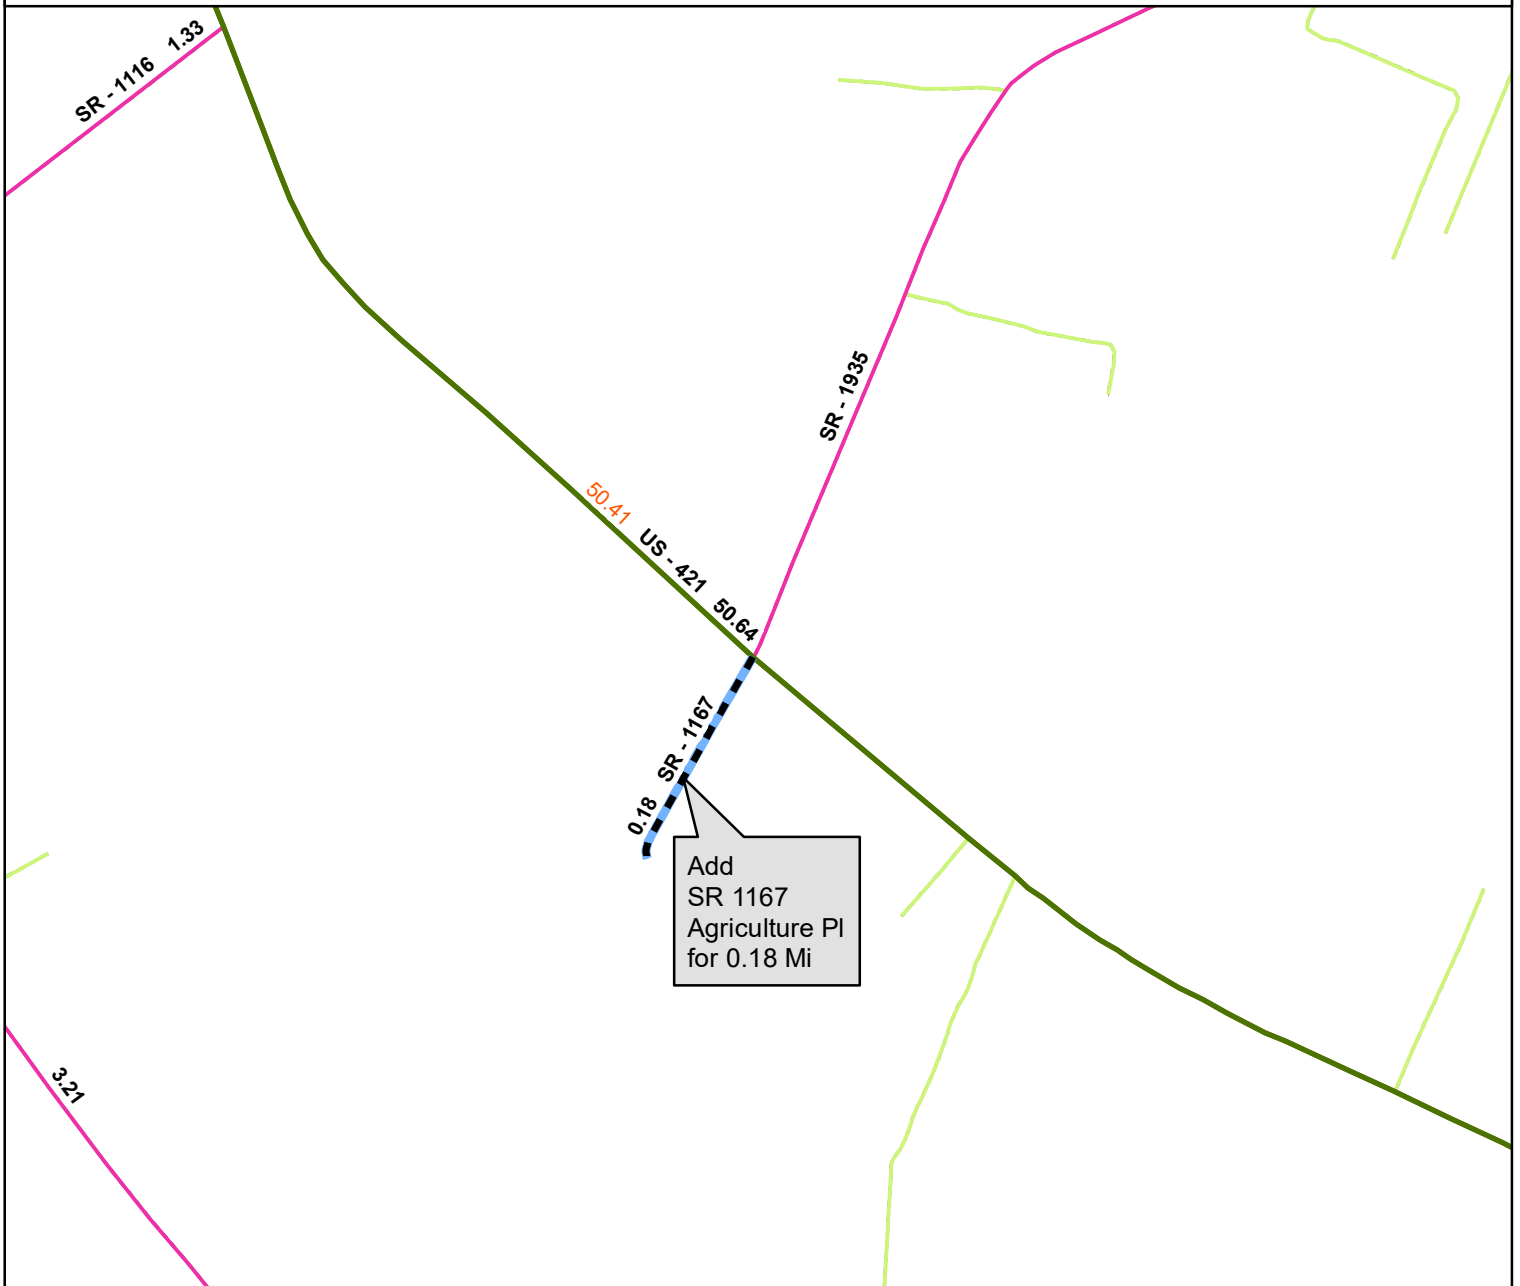 SR - 1116 1.33
SR - 1935
50.41 US - 421 50.64
0.18 SR - 1167
Add
SR 1167
Agriculture Pl
for 0.18 Mi
3.21